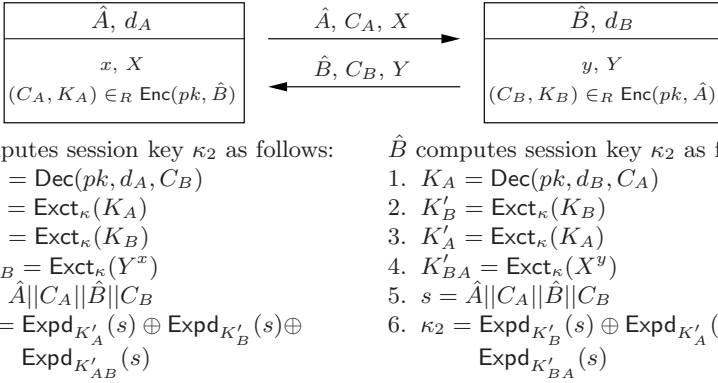 Â, d_A
x, X
(C_A, K_A) ∈_R Enc(pk, B̂)
Â, C_A, X
B̂, C_B, Y
B̂, d_B
y, Y
(C_B, K_B) ∈_R Enc(pk, Â)
computes session key κ_2 as follows:
= Dec(pk, d_A, C_B)
= Exct_κ(K_A)
= Exct_κ(K_B)
_B = Exct_κ(Y^x)
Â||C_A||B̂||C_B
= Expd_{K'_A}(s) ⊕ Expd_{K'_B}(s)⊕
Expd_{K'_{AB}}(s)
B̂ computes session key κ_2 as
1. K_A = Dec(pk, d_B, C_A)
2. K'_B = Exct_κ(K_B)
3. K'_A = Exct_κ(K_A)
4. K'_{BA} = Exct_κ(X^y)
5. s = Â||C_A||B̂||C_B
6. κ_2 = Expd_{K'_B}(s) ⊕ Expd_{K'_A}(
Expd_{K'_{BA}}(s)